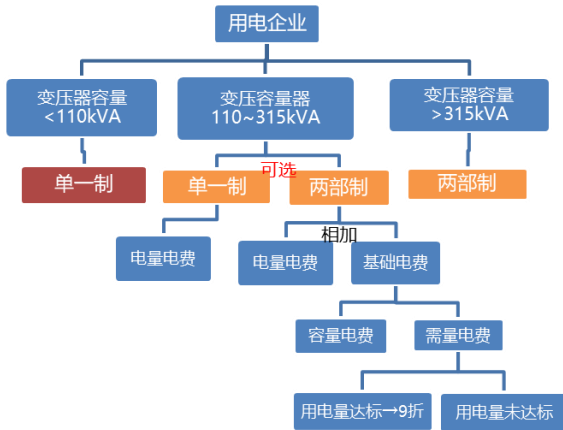 用电企业
变压器容量
<110kVA
变压容量器
110~315kVA
变压器容量
>315kVA
可选
单一制
单一制
两部制
两部制
相加
电量电费
电量电费
基础电费
容量电费
需量电费
用电量达标→9折
用电量未达标